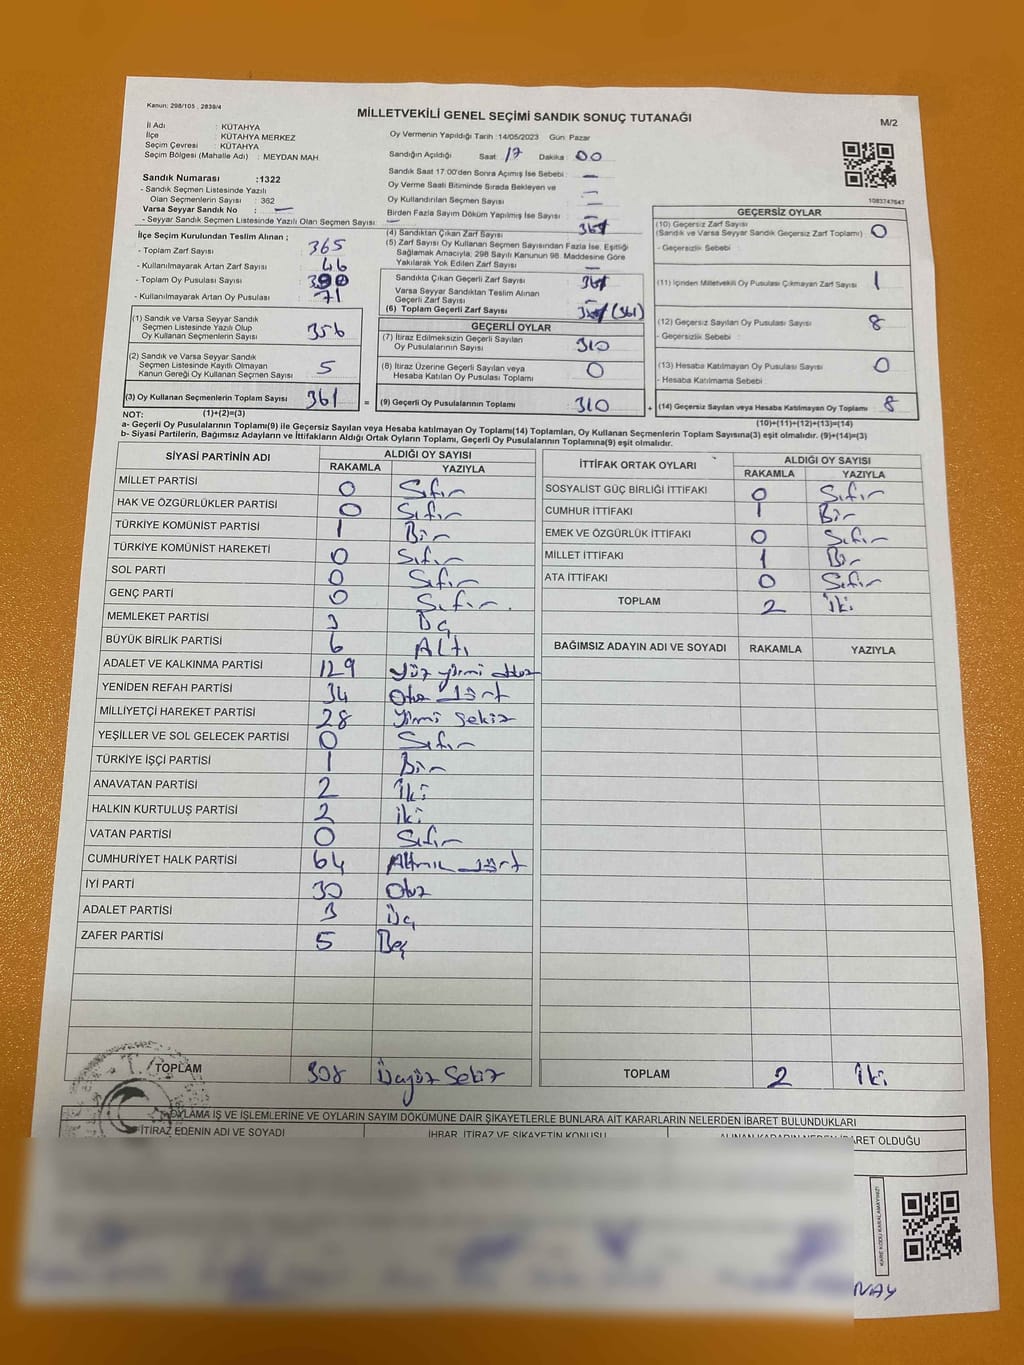 Kanun: 298/105 , 2839/4
MİLLETVEKİLİ GENEL SEÇİMİ SANDIK SONUÇ TUTANAĞI
M/2
İl Adı : KÜTAHYA
İlçe : KÜTAHYA MERKEZ
Seçim Çevresi : KÜTAHYA
Seçim Bölgesi (Mahalle Adı) : MEYDAN MAH
Oy Vermenin Yapıldığı Tarih :14/05/2023 Gün: Pazar
Sandığın Açıldığı Saat : 17 Dakika : 00
Sandık Saat 17:00'den Sonra Açımış İse Sebebi : –
Oy Verme Saati Bitiminde Sırada Bekleyen ve
Oy Kullandırılan Seçmen Sayısı : –
Birden Fazla Sayım Döküm Yapılmış İse Sayısı : –
1083747647
Sandık Numarası :1322
- Sandık Seçmen Listesinde Yazılı
Olan Seçmenlerin Sayısı : 362
Varsa Seyyar Sandık No : –
- Seyyar Sandık Seçmen Listesinde Yazılı Olan Seçmen Sayısı : –
İlçe Seçim Kurulundan Teslim Alınan ;
- Toplam Zarf Sayısı : 365
- Kullanılmayarak Artan Zarf Sayısı :
- Toplam Oy Pusulası Sayısı :
- Kullanılmayarak Artan Oy Pusulası : 71
(1) Sandık ve Varsa Seyyar Sandık
Seçmen Listesinde Yazılı Olup
Oy Kullanan Seçmenlerin Sayısı : 356
(2) Sandık ve Varsa Seyyar Sandık
Seçmen Listesinde Kayıtlı Olmayan
Kanun Gereği Oy Kullanan Seçmen Sayısı : 5
(3) Oy Kullanan Seçmenlerin Toplam Sayısı : 361
(4) Sandıktan Çıkan Zarf Sayısı : 361
(5) Zarf Sayısı Oy Kullanan Seçmen Sayısından Fazla İse, Eşitliği
Sağlamak Amacıyla, 298 Sayılı Kanunun 98. Maddesine Göre
Yakılarak Yok Edilen Zarf Sayısı : –
Sandıkta Çıkan Geçerli Zarf Sayısı : 361
Varsa Seyyar Sandıktan Teslim Alınan
Geçerli Zarf Sayısı : –
(6) Toplam Geçerli Zarf Sayısı : (361)
GEÇERLİ OYLAR
(7) İtiraz Edilmeksizin Geçerli Sayılan
Oy Pusulalarının Sayısı : 310
(8) İtiraz Üzerine Geçerli Sayılan veya
Hesaba Katılan Oy Pusulası Toplamı : 0
= (9) Geçerli Oy Pusulalarının Toplamı : 310
GEÇERSİZ OYLAR
(10) Geçersiz Zarf Sayısı
(Sandık ve Varsa Seyyar Sandık Geçersiz Zarf Toplamı) : 0
- Geçersizlik Sebebi :
(11) İçinden Milletvekili Oy Pusulası Çıkmayan Zarf Sayısı : 1
(12) Geçersiz Sayılan Oy Pusulası Sayısı : 8
- Geçersizlik Sebebi :
(13) Hesaba Katılmayan Oy Pusulası Sayısı : 0
- Hesaba Katılmama Sebebi :
+ (14) Geçersiz Sayılan veya Hesaba Katılmayan Oy Toplamı : 8
NOT: (1)+(2)=(3) (10)+(11)+(12)+(13)=(14)
a- Geçerli Oy Pusulalarının Toplamı(9) ile Geçersiz Sayılan veya Hesaba katılmayan Oy Toplamı(14) Toplamları, Oy Kullanan Seçmenlerin Toplam Sayısına(3) eşit olmalıdır. (9)+(14)=(3)
b- Siyasi Partilerin, Bağımsız Adayların ve İttifakların Aldığı Ortak Oyların Toplamı, Geçerli Oy Pusulalarının Toplamına(9) eşit olmalıdır.
SİYASİ PARTİNİN ADI ALDIĞI OY SAYISI
RAKAMLA YAZIYLA
MİLLET PARTİSİ 0 Sıfır
HAK VE ÖZGÜRLÜKLER PARTİSİ 0 Sıfır
TÜRKİYE KOMÜNİST PARTİSİ 1 Bir
TÜRKİYE KOMÜNİST HAREKETİ 0 Sıfır
SOL PARTİ 0 Sıfır
GENÇ PARTİ 0 Sıfır.
MEMLEKET PARTİSİ 3 Üç
BÜYÜK BİRLİK PARTİSİ 6 Altı
ADALET VE KALKINMA PARTİSİ 129 Yüz yirmi dokuz
YENİDEN REFAH PARTİSİ 34 Otuz Dört
MİLLİYETÇİ HAREKET PARTİSİ 28 Yirmi Sekiz
YEŞİLLER VE SOL GELECEK PARTİSİ 0 Sıfır
TÜRKİYE İŞÇİ PARTİSİ 1 Bir
ANAVATAN PARTİSİ 2 İki
HALKIN KURTULUŞ PARTİSİ 2 İki
VATAN PARTİSİ 0 Sıfır
CUMHURİYET HALK PARTİSİ 64 Altmış Dört
İYİ PARTİ 30 Otuz
ADALET PARTİSİ 3 Üç
ZAFER PARTİSİ 5 Beş
TOPLAM 308 Üçyüz Sekiz
İTTİFAK ORTAK OYLARI ALDIĞI OY SAYISI
RAKAMLA YAZIYLA
SOSYALİST GÜÇ BİRLİĞİ İTTİFAKI 0 Sıfır
CUMHUR İTTİFAKI 1 Bir
EMEK VE ÖZGÜRLÜK İTTİFAKI 0 Sıfır
MİLLET İTTİFAKI 1 Bir
ATA İTTİFAKI 0 Sıfır
TOPLAM 2 İki
BAĞIMSIZ ADAYIN ADI VE SOYADI RAKAMLA YAZIYLA
TOPLAM 2 İki
OYLAMA İŞ VE İŞLEMLERİNE VE OYLARIN SAYIM DÖKÜMÜNE DAİR ŞİKAYETLERLE BUNLARA AİT KARARLARIN NELERDEN İBARET BULUNDUKLARI
İTİRAZ EDENİN ADI VE SOYADI İHBAR, İTİRAZ VE ŞİKAYETİN KONUSU ALINAN KARARIN NEDEN İBARET OLDUĞU
KARE KODU KARALAMAYINIZ!